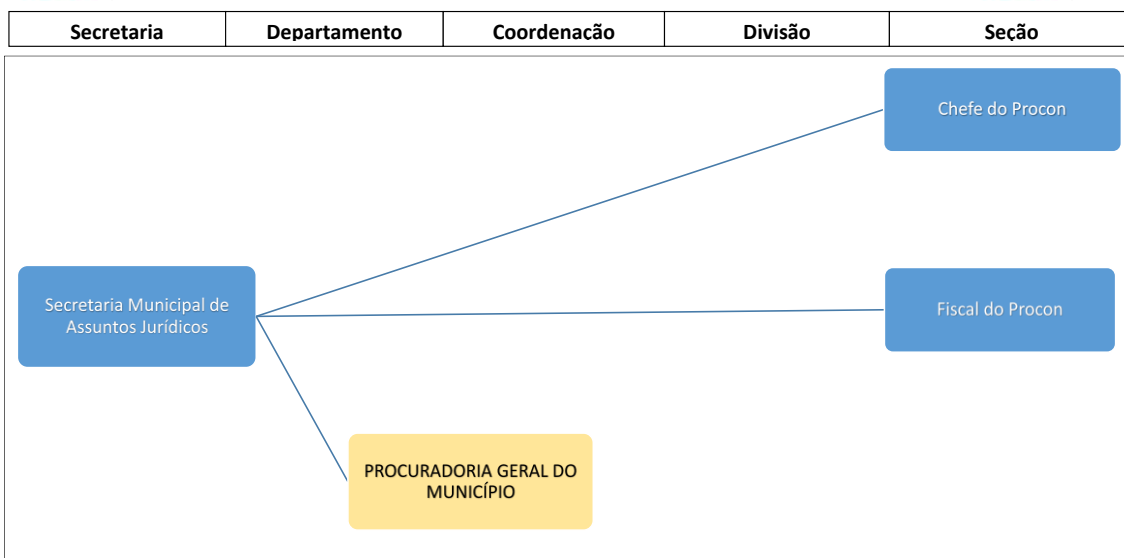 Secretaria Departamento Coordenação Divisão Seção
Chefe do Procon
Secretaria Municipal de
Assuntos Jurídicos
Fiscal do Procon
PROCURADORIA GERAL DO
MUNICÍPIO